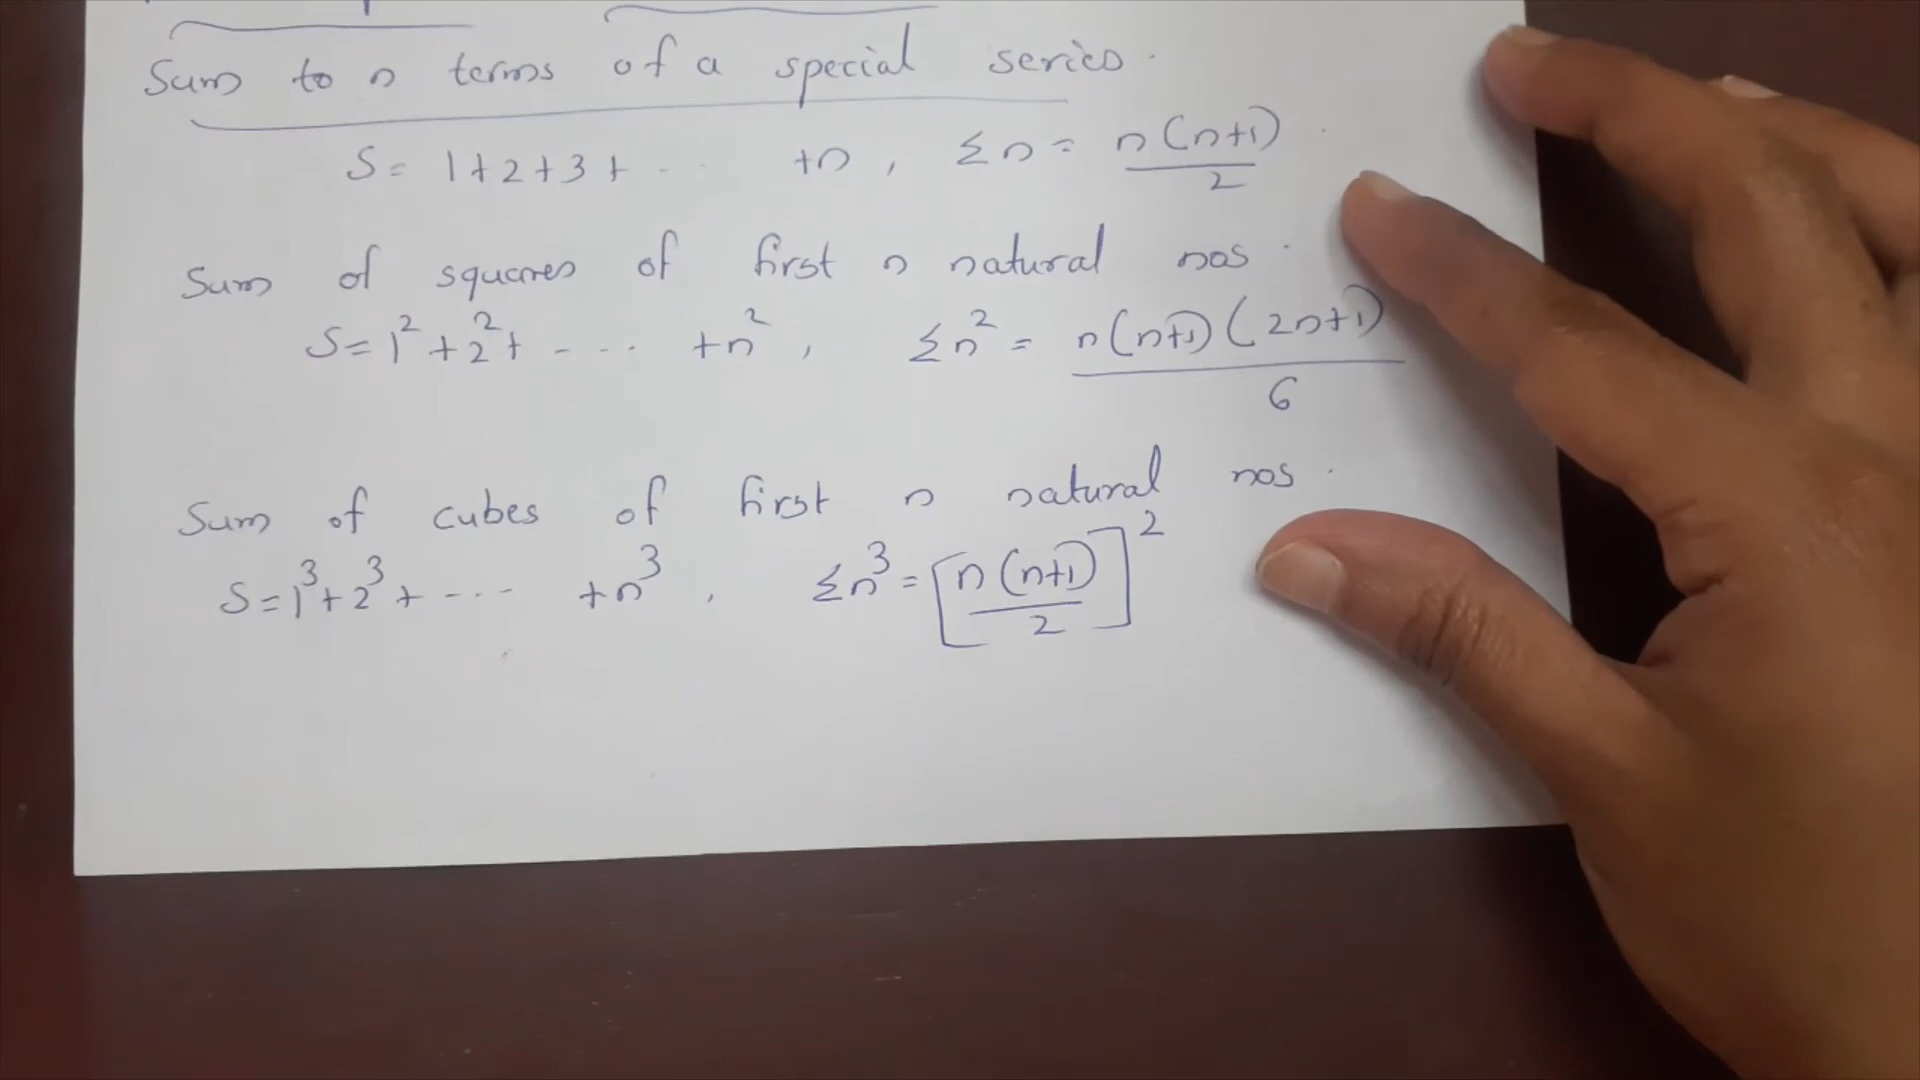 Sum to n terms of a special series.
S = 1+2+3+ ... +n, Σn = n(n+1)/2
Sum of squares of first n natural nos.
S = 1²+2²+ ---- +n², Σn² = n(n+1)(2n+1)/6
Sum of cubes of first n natural nos.
S = 1³+2³+ ---- +n³, Σn³ = [n(n+1)/2]²